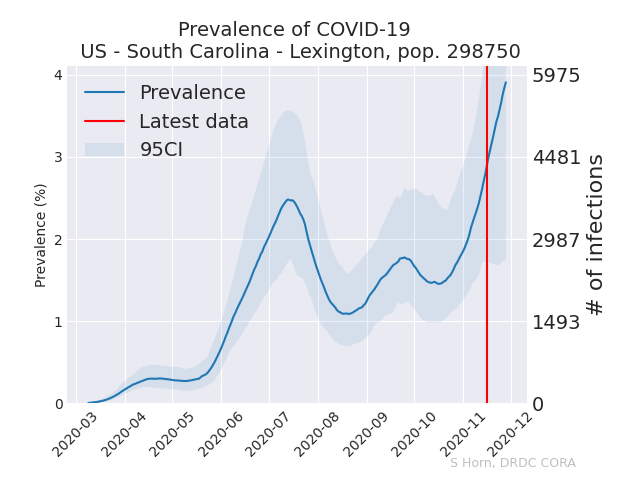 Prevalence of COVID-19
US - South Carolina - Lexington, pop. 298750
Prevalence
Latest data
95CI
Prevalence (%)
4
3
2
1
0
5975
4481
2987
1493
0
# of infections
2020-03
2020-04
2020-05
2020-06
2020-07
2020-08
2020-09
2020-10
2020-11
2020-12
S Horn, DRDC CORA